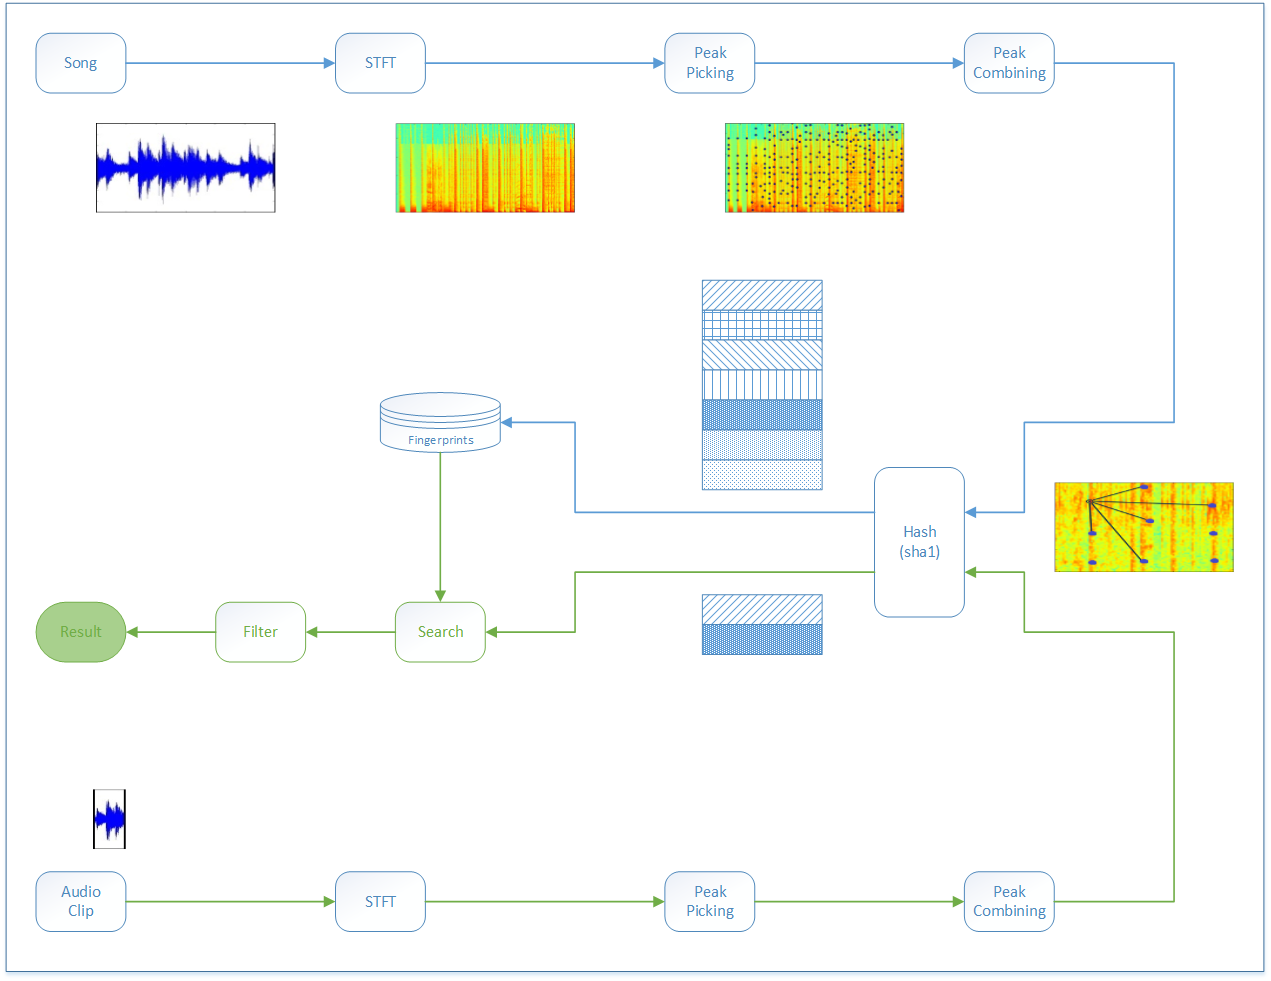 Song
STFT
Peak
Picking
Peak
Combining
Fingerprints
Hash
(sha1)
Result
Filter
Search
Audio
Clip
STFT
Peak
Picking
Peak
Combining